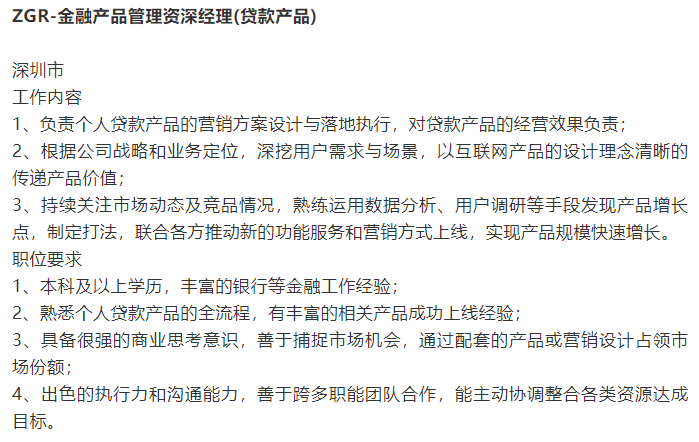 ZGR-金融产品管理资深经理(贷款产品)
深圳市
工作内容
1、负责个人贷款产品的营销方案设计与落地执行，对贷款产品的经营效果负责；
2、根据公司战略和业务定位，深挖用户需求与场景，以互联网产品的设计理念清晰的
传递产品价值；
3、持续关注市场动态及竞品情况，熟练运用数据分析、用户调研等手段发现产品增长
点，制定打法，联合各方推动新的功能服务和营销方式上线，实现产品规模快速增长。
职位要求
1、本科及以上学历，丰富的银行等金融工作经验；
2、熟悉个人贷款产品的全流程，有丰富的相关产品成功上线经验；
3、具备很强的商业思考意识，善于捕捉市场机会，通过配套的产品或营销设计占领市
场份额；
4、出色的执行力和沟通能力，善于跨多职能团队合作，能主动协调整合各类资源达成
目标。